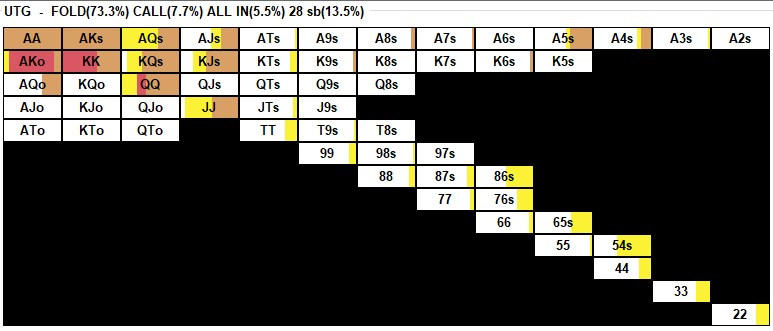 UTG - FOLD(73.3%) CALL(7.7%) ALL IN(5.5%) 28 sb(13.5%)
AA AKs AQs AJs ATs A9s A8s A7s A6s A5s A4s A3s A2s
AKo KK KQs KJs KTs K9s K8s K7s K6s K5s
AQo KQo QQ QJs QTs Q9s Q8s
AJo KJo QJo JJ JTs J9s
ATo KTo QTo TT T9s T8s
99 98s 97s
88 87s 86s
77 76s
66 65s
55 54s
44
33
22